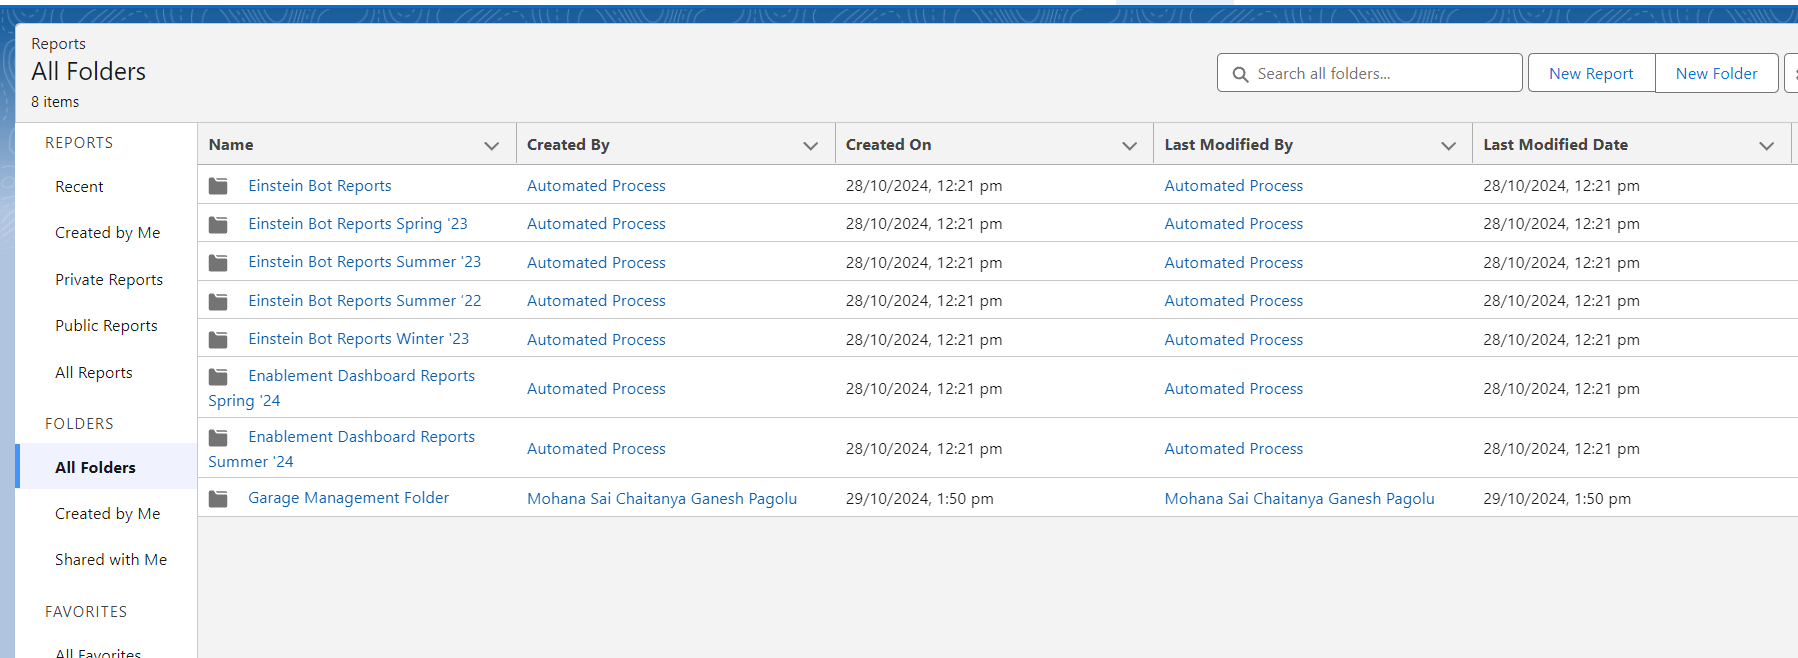 Reports
All Folders
8 items
Search all folders...
New Report
New Folder
REPORTS
Recent
Created by Me
Private Reports
Public Reports
All Reports
FOLDERS
All Folders
Created by Me
Shared with Me
FAVORITES
All Favorites
Name Created By Created On Last Modified By Last Modified Date
Einstein Bot Reports Automated Process 28/10/2024, 12:21 pm Automated Process 28/10/2024, 12:21 pm
Einstein Bot Reports Spring '23 Automated Process 28/10/2024, 12:21 pm Automated Process 28/10/2024, 12:21 pm
Einstein Bot Reports Summer '23 Automated Process 28/10/2024, 12:21 pm Automated Process 28/10/2024, 12:21 pm
Einstein Bot Reports Summer '22 Automated Process 28/10/2024, 12:21 pm Automated Process 28/10/2024, 12:21 pm
Einstein Bot Reports Winter '23 Automated Process 28/10/2024, 12:21 pm Automated Process 28/10/2024, 12:21 pm
Enablement Dashboard Reports
Spring '24 Automated Process 28/10/2024, 12:21 pm Automated Process 28/10/2024, 12:21 pm
Enablement Dashboard Reports
Summer '24 Automated Process 28/10/2024, 12:21 pm Automated Process 28/10/2024, 12:21 pm
Garage Management Folder Mohana Sai Chaitanya Ganesh Pagolu 29/10/2024, 1:50 pm Mohana Sai Chaitanya Ganesh Pagolu 29/10/2024, 1:50 pm